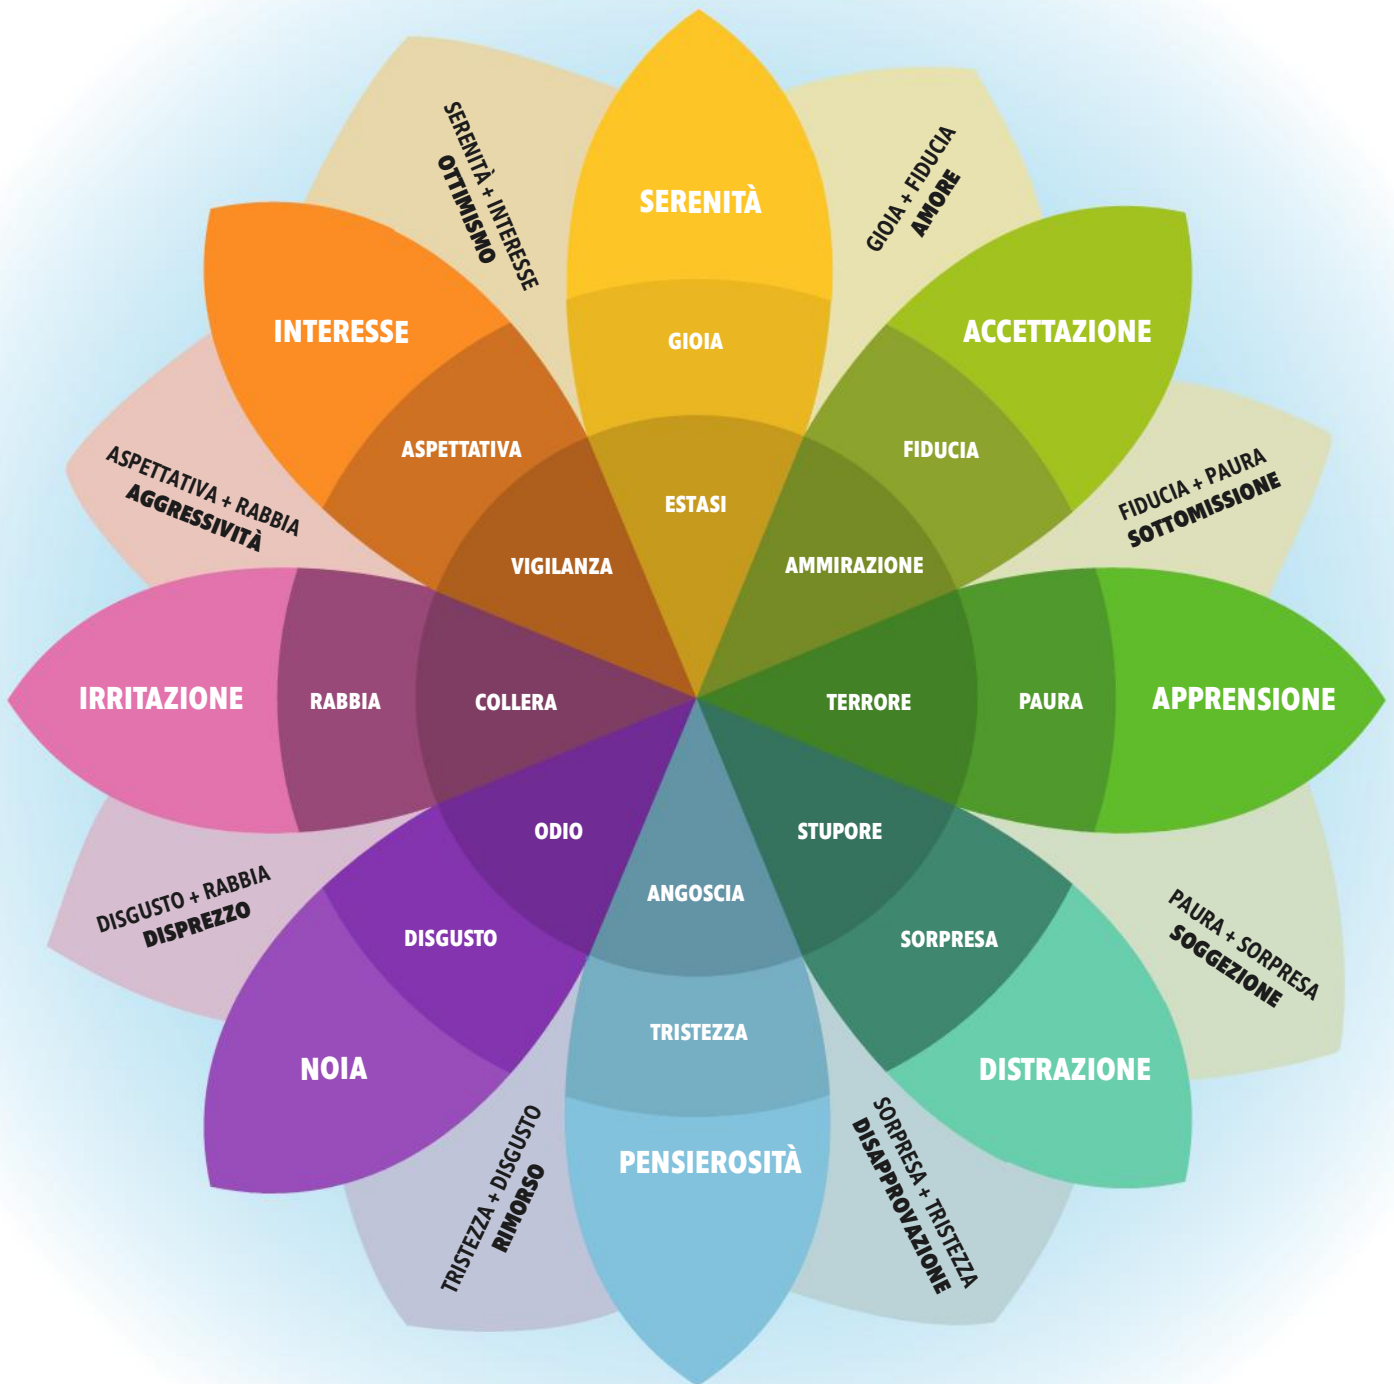 SERENITÀ + INTERESSE
OTTIMISMO
SERENITÀ
GIOIA + FIDUCIA
AMORE
INTERESSE
GIOIA
ACCETTAZIONE
ASPETTATIVA
FIDUCIA
ASPETTATIVA + RABBIA
AGGRESSIVITÀ
ESTASI
FIDUCIA + PAURA
SOTTOMISSIONE
VIGILANZA
AMMIRAZIONE
IRRITAZIONE
RABBIA
COLLERA
TERRORE
PAURA
APPRENSIONE
ODIO
STUPORE
DISGUSTO + RABBIA
DISPREZZO
ANGOSCIA
DISGUSTO
SORPRESA
PAURA + SORPRESA
SOGGEZIONE
TRISTEZZA
NOIA
DISTRAZIONE
TRISTEZZA + DISGUSTO
RIMORSO
PENSIEROSITÀ
SORPRESA + TRISTEZZA
DISAPPROVAZIONE